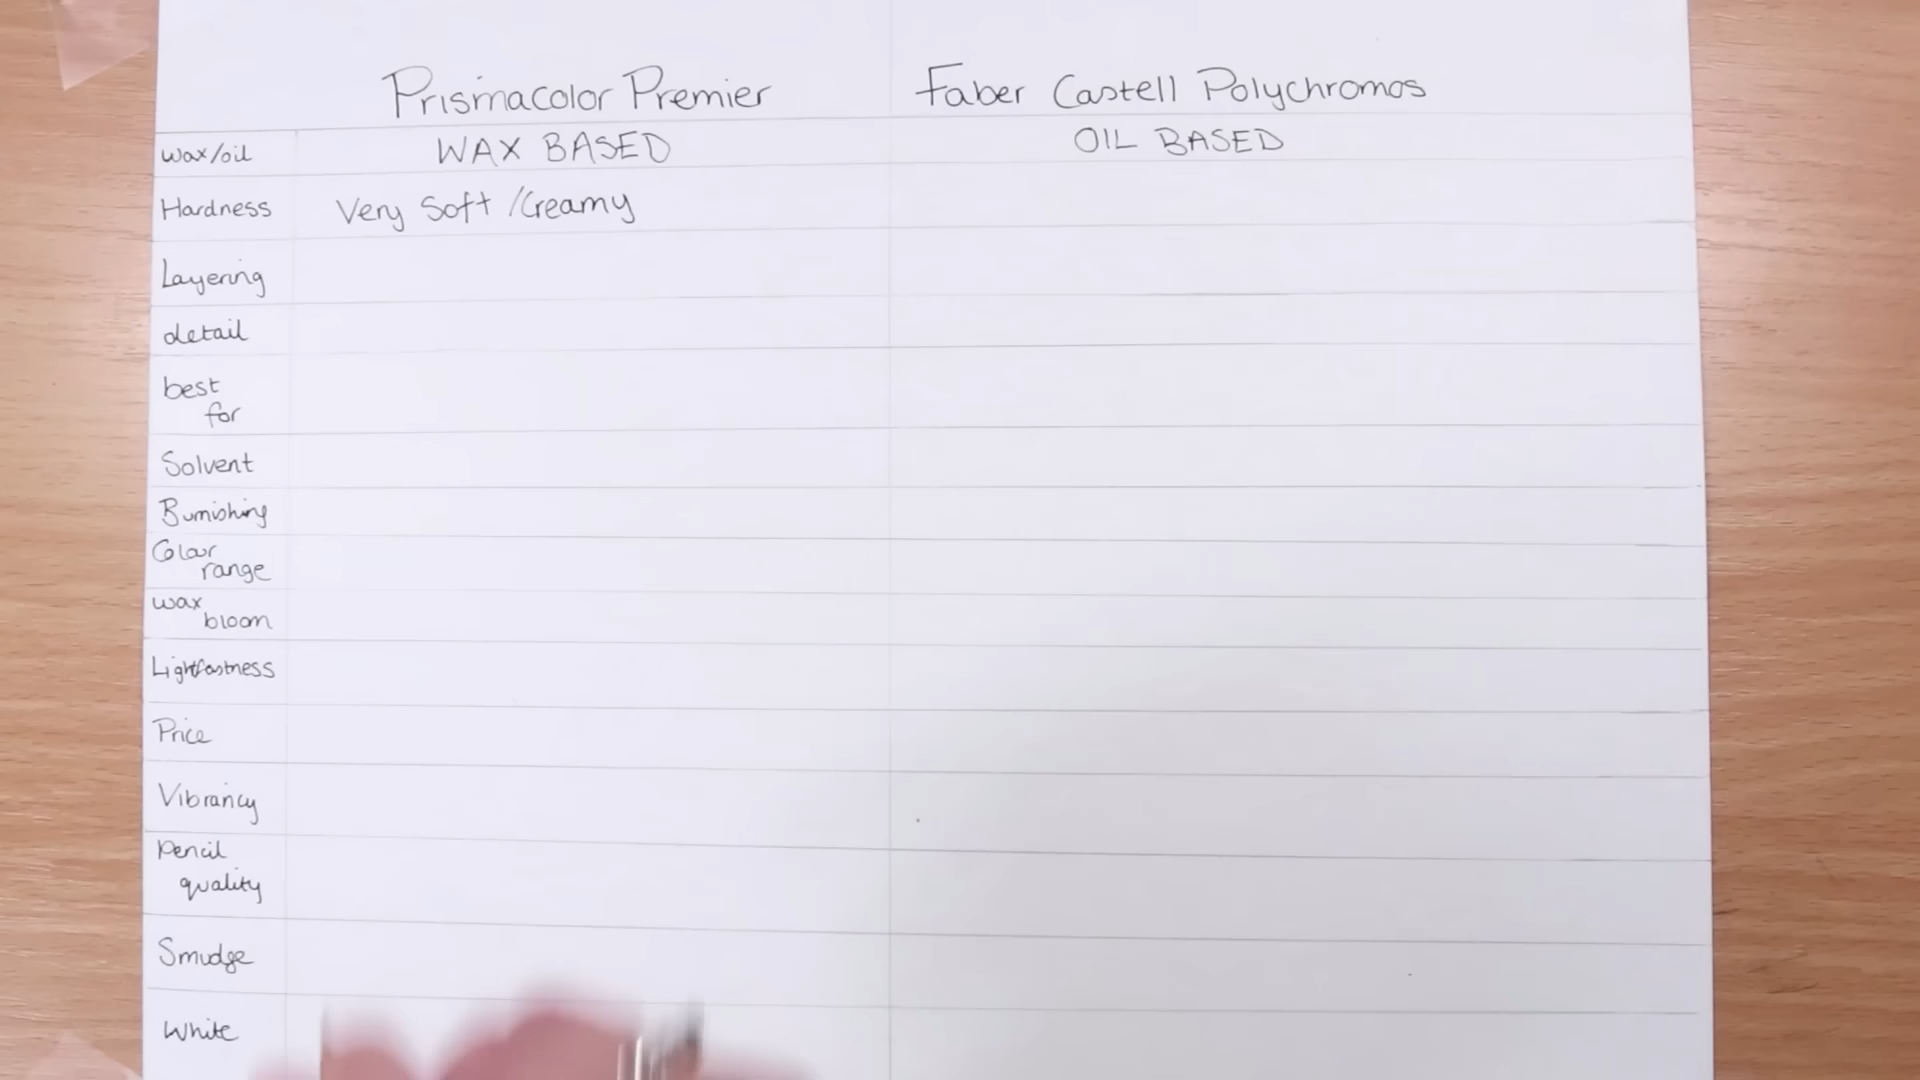 Prismacolor Premier Faber Castell Polychromos
wax/oil WAX BASED OIL BASED
Hardness Very Soft /Creamy
Layering
detail
best
for
Solvent
Burnishing
Colour
range
wax
bloom
Lightfastness
Price
Vibrancy
Pencil
quality
Smudge
White